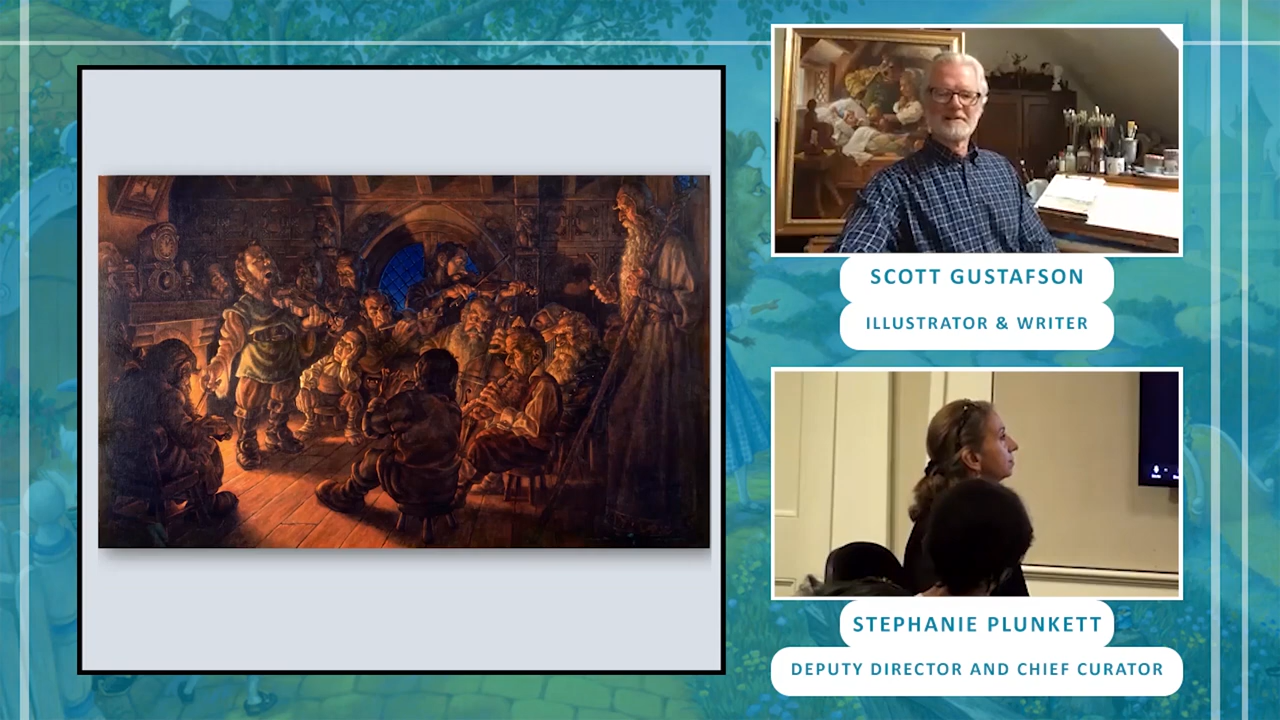 SCOTT GUSTAFSON
ILLUSTRATOR & WRITER
STEPHANIE PLUNKETT
DEPUTY DIRECTOR AND CHIEF CURATOR